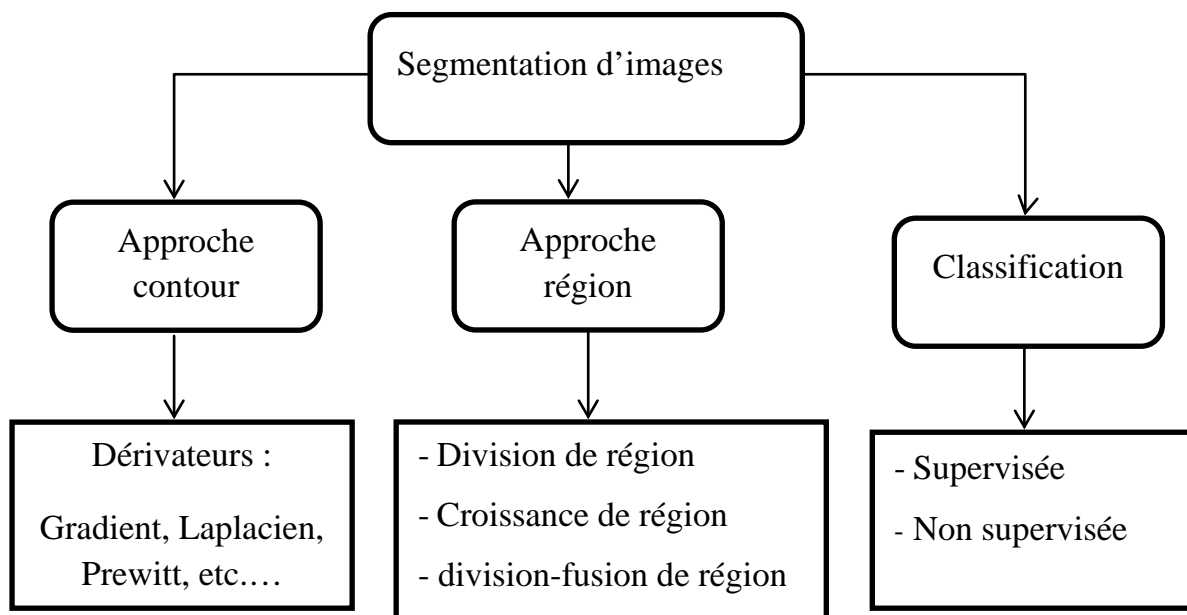 Segmentation d’images
Approche
contour
Approche
région
Classification
Dérivateurs :
Gradient, Laplacien,
Prewitt, etc.…
- Division de région
- Croissance de région
- division-fusion de région
- Supervisée
- Non supervisée